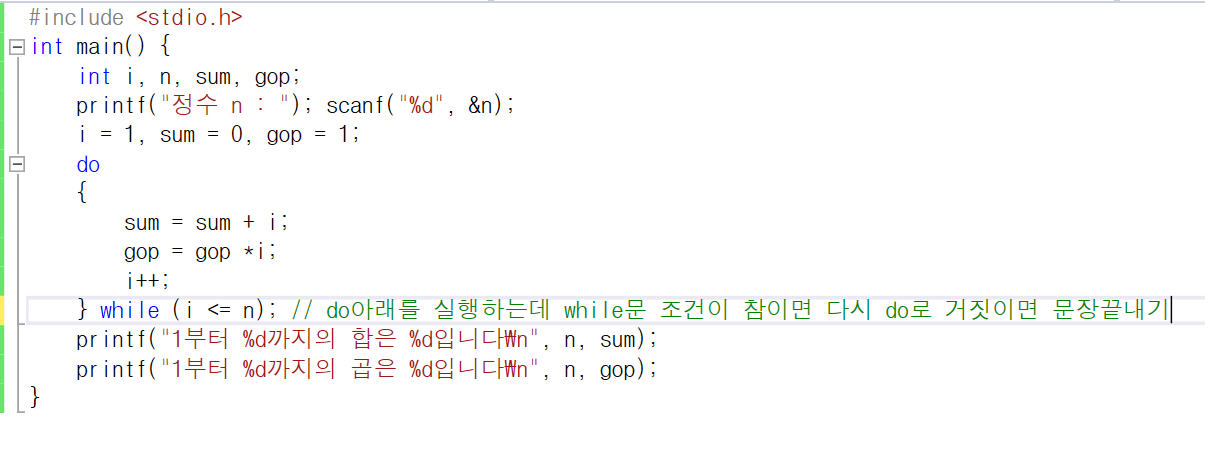 #include <stdio.h>
int main() {
int i, n, sum, gop;
printf("정수 n : "); scanf("%d", &n);
i = 1, sum = 0, gop = 1;
do
{
sum = sum + i;
gop = gop *i;
i++;
} while (i <= n); // do아래를 실행하는데 while문 조건이 참이면 다시 do로 거짓이면 문장끝내기
printf("1부터 %d까지의 합은 %d입니다₩n", n, sum);
printf("1부터 %d까지의 곱은 %d입니다₩n", n, gop);
}